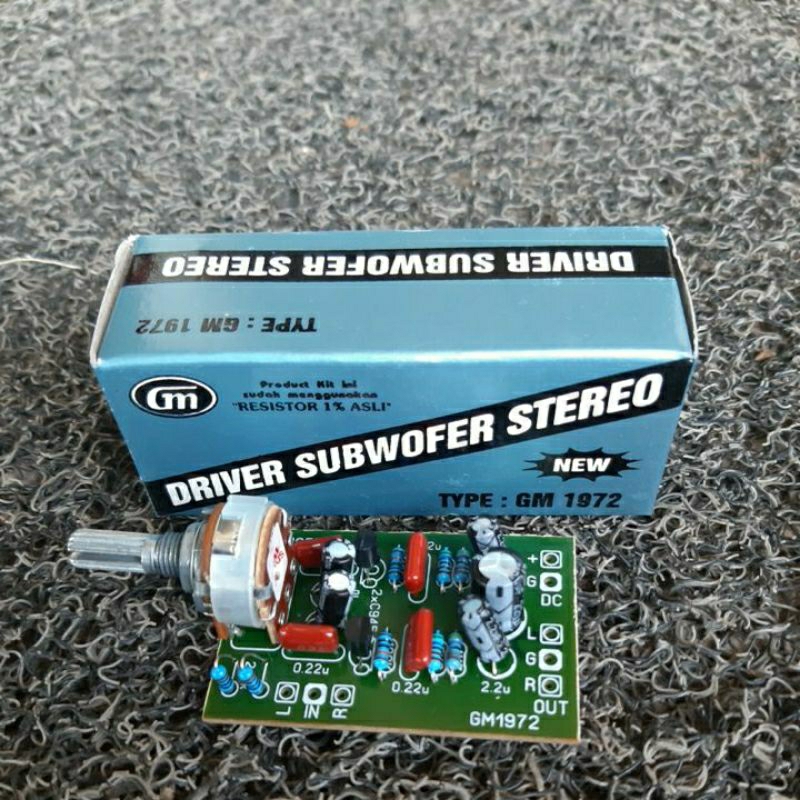 DRIVER SUBWOFER STEREO
TYPE : GM 1972
Gm
Product Kit Ini
sudah menggunakan
"RESISTOR 1% ASLI"
DRIVER SUBWOFER STEREO
NEW
TYPE : GM 1972
+
G
DC
L
G
R
OUT
0.22u
0.22u
2.2u
L
IN
R
GM1972